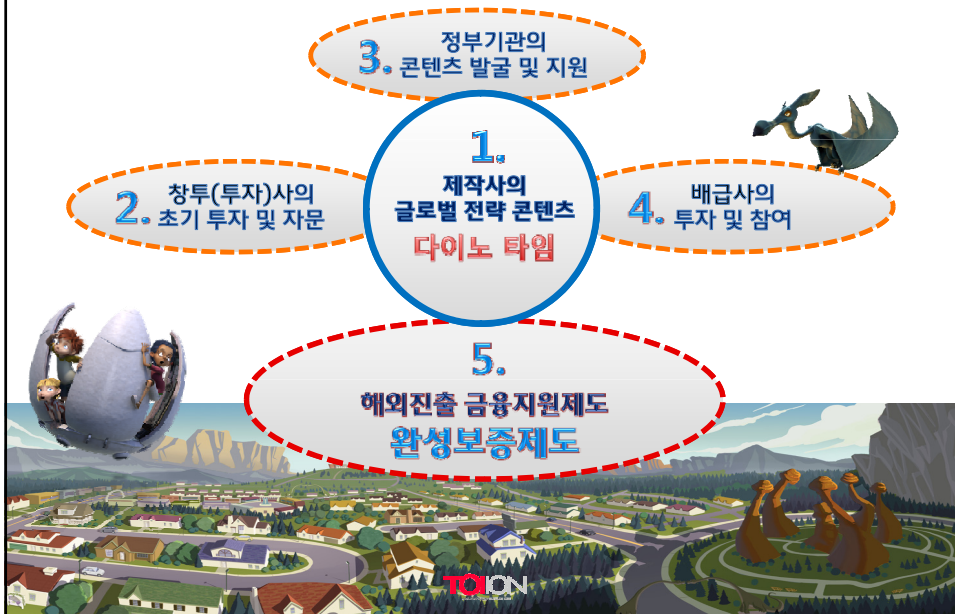 3.
정부기관의
콘텐츠 발굴 및 지원
1.
제작사의
글로벌 전략 콘텐츠
다이노 타임
2.
창투(투자)사의
초기 투자 및 자문
4.
배급사의
투자 및 참여
5.
해외진출 금융지원제도
완성보증제도
TOIION